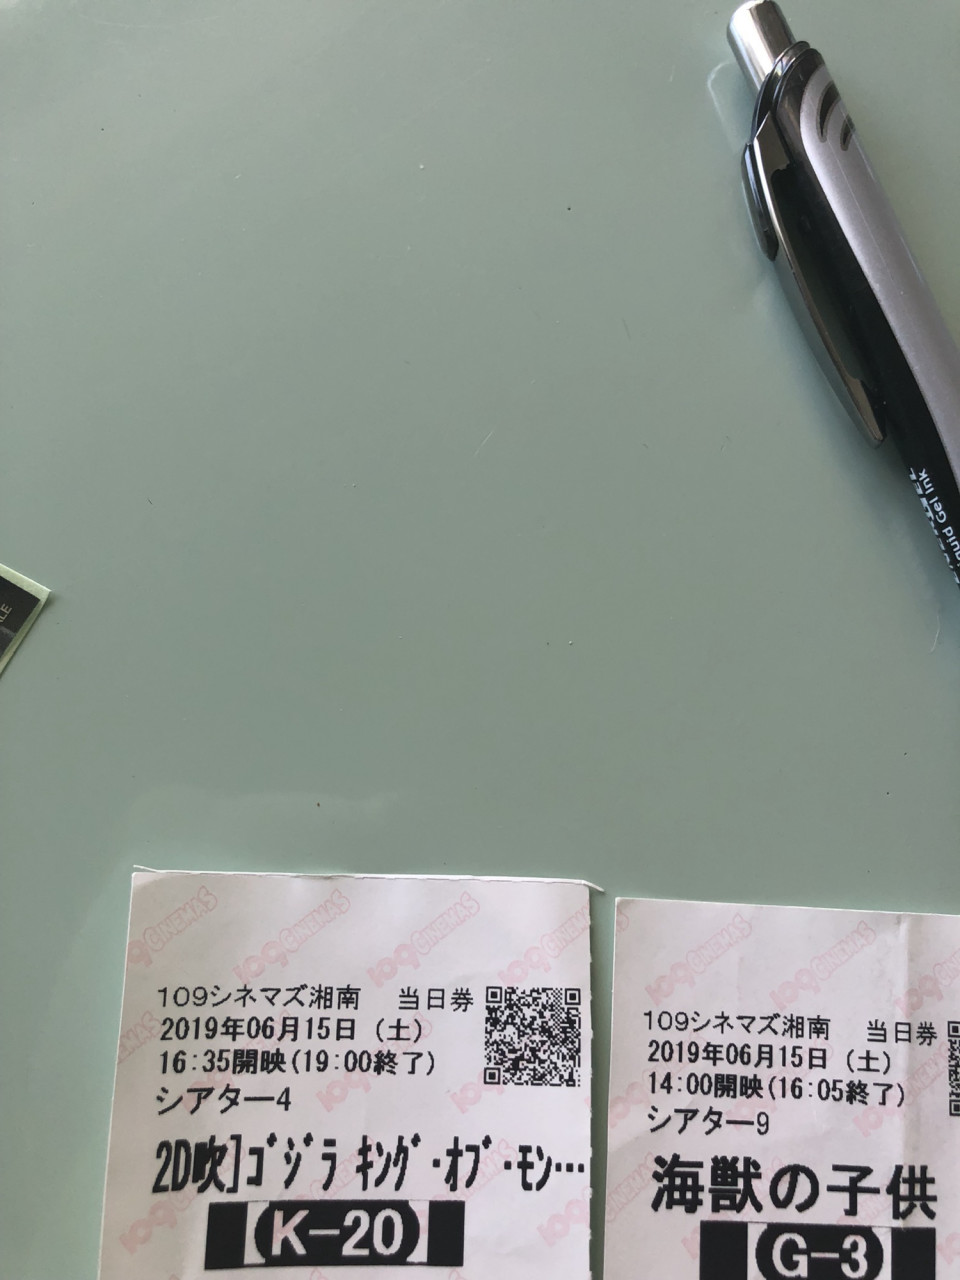 Liquid Gel Ink
109シネマズ湘南 当日券
2019年06月15日(土)
16:35開映(19:00終了)
シアター4
2D吹]ゴジラ キング・オブ・モン…
K-20
109シネマズ湘南 当日券
2019年06月15日(土)
14:00開映(16:05終了)
シアター9
海獣の子供
G-3
109 CINEMAS